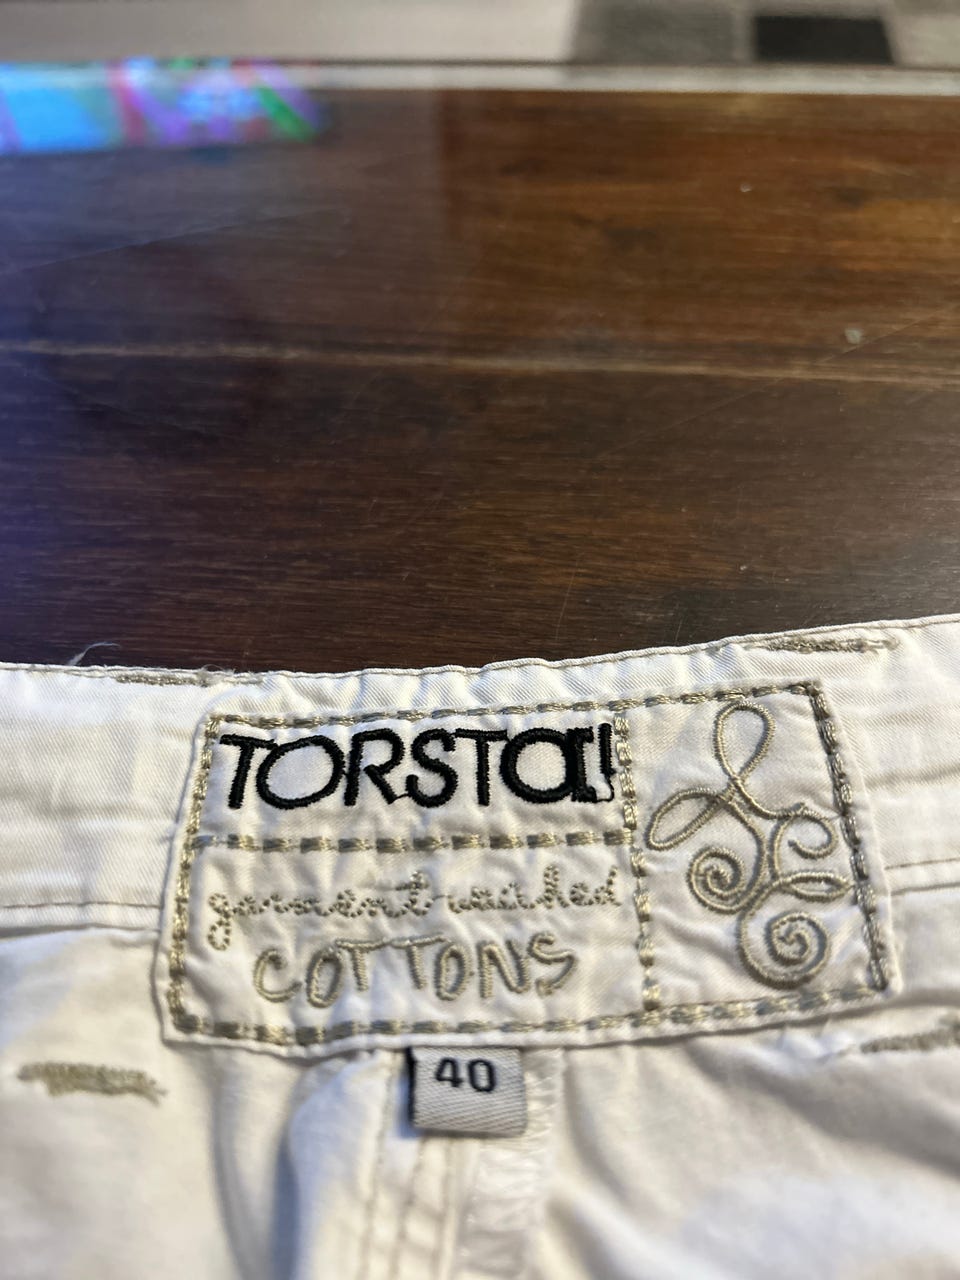 TORSTAI
garment washed
COTTONS
40